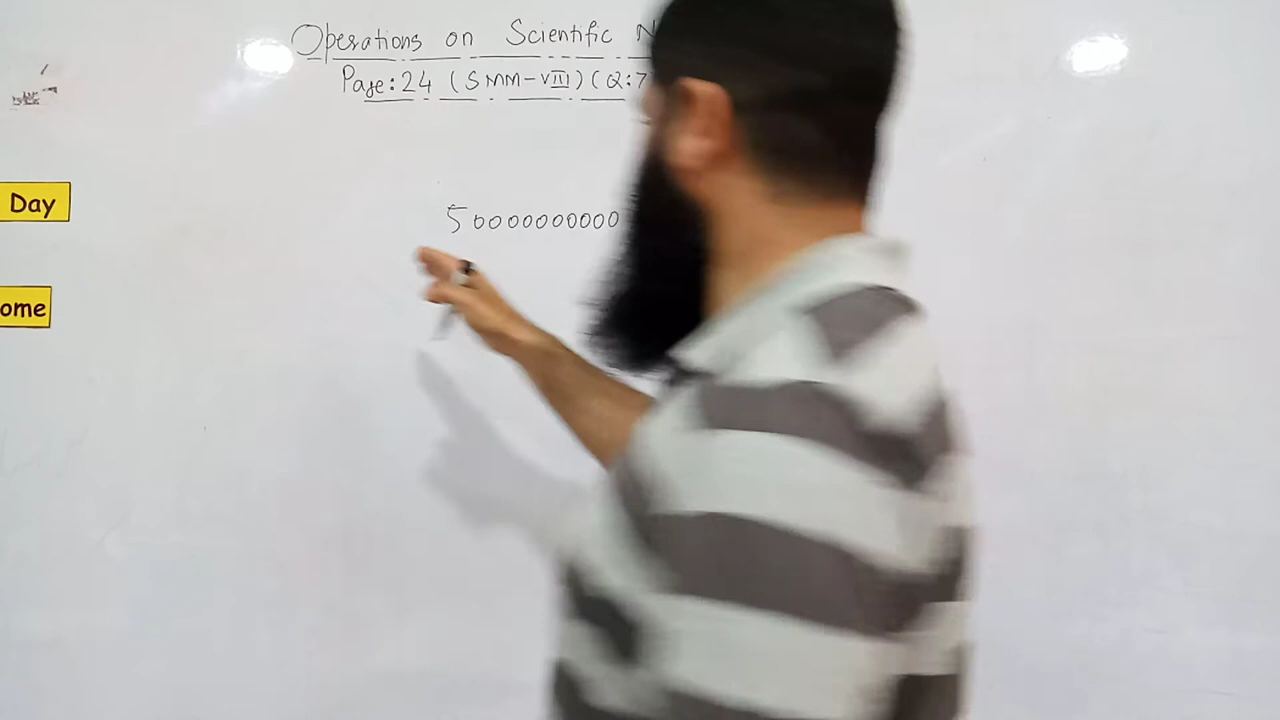 Operations on Scientific N
Page: 24 (SMM-VIII) (Q:7
Day
50000000000
ome